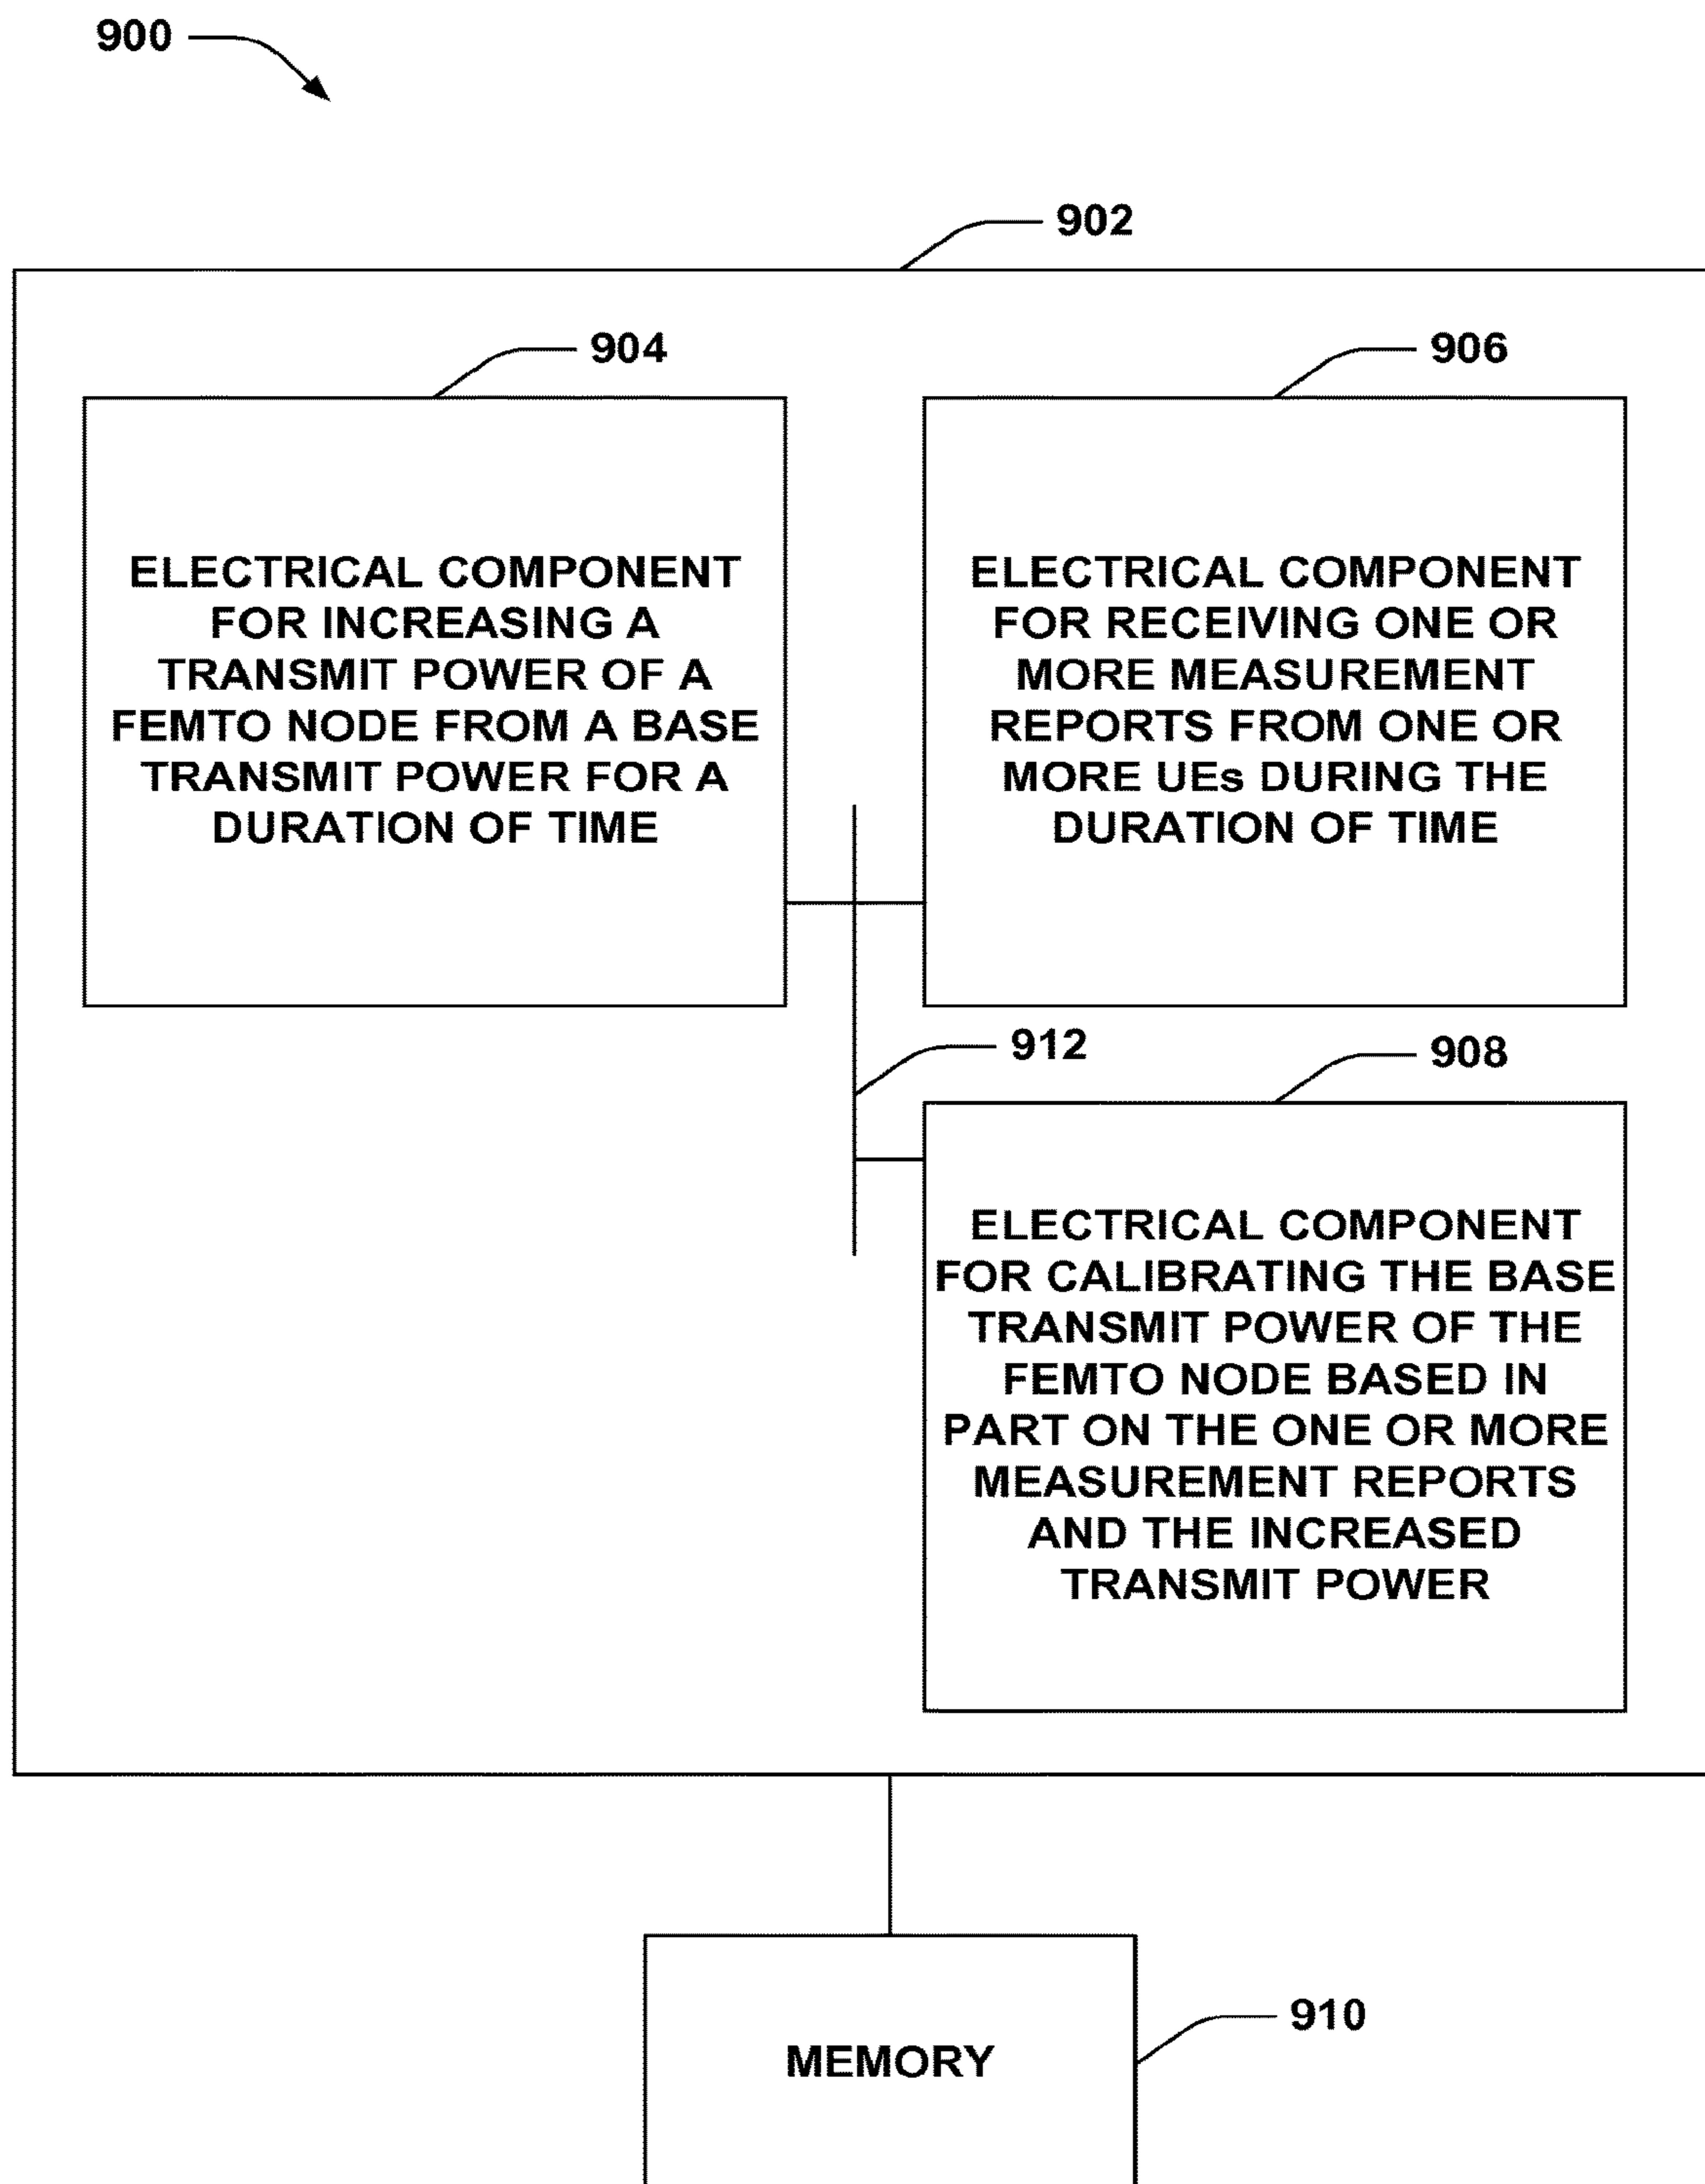 900
902
904
906
ELECTRICAL COMPONENT
FOR INCREASING A
TRANSMIT POWER OF A
FEMTO NODE FROM A BASE
TRANSMIT POWER FOR A
DURATION OF TIME
ELECTRICAL COMPONENT
FOR RECEIVING ONE OR
MORE MEASUREMENT
REPORTS FROM ONE OR
MORE UEs DURING THE
DURATION OF TIME
912
908
ELECTRICAL COMPONENT
FOR CALIBRATING THE BASE
TRANSMIT POWER OF THE
FEMTO NODE BASED IN
PART ON THE ONE OR MORE
MEASUREMENT REPORTS
AND THE INCREASED
TRANSMIT POWER
910
MEMORY